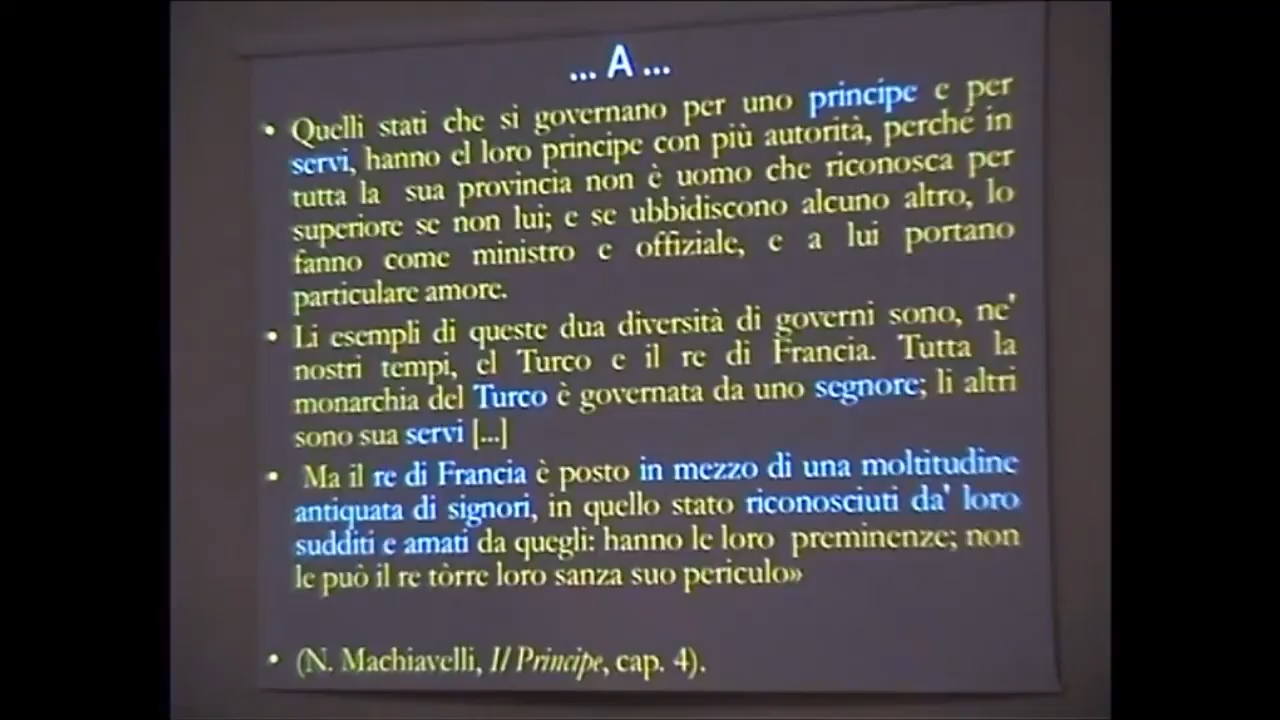 ... A ...
• Quelli stati che si governano per uno principe e per
servi, hanno el loro principe con più autorità, perché in
tutta la sua provincia non è uomo che riconosca per
superiore se non lui; e se ubbidiscono alcuno altro, lo
fanno come ministro e offiziale, e a lui portano
particulare amore.
• Li esempli di queste dua diversità di governi sono, ne'
nostri tempi, el Turco e il re di Francia. Tutta la
monarchia del Turco è governata da uno segnore; li altri
sono sua servi [...]
• Ma il re di Francia è posto in mezzo di una moltitudine
antiquata di signori, in quello stato riconosciuti da' loro
sudditi e amati da quegli: hanno le loro preminenze; non
le può il re tòrre loro sanza suo periculo»
• (N. Machiavelli, Il Principe, cap. 4).